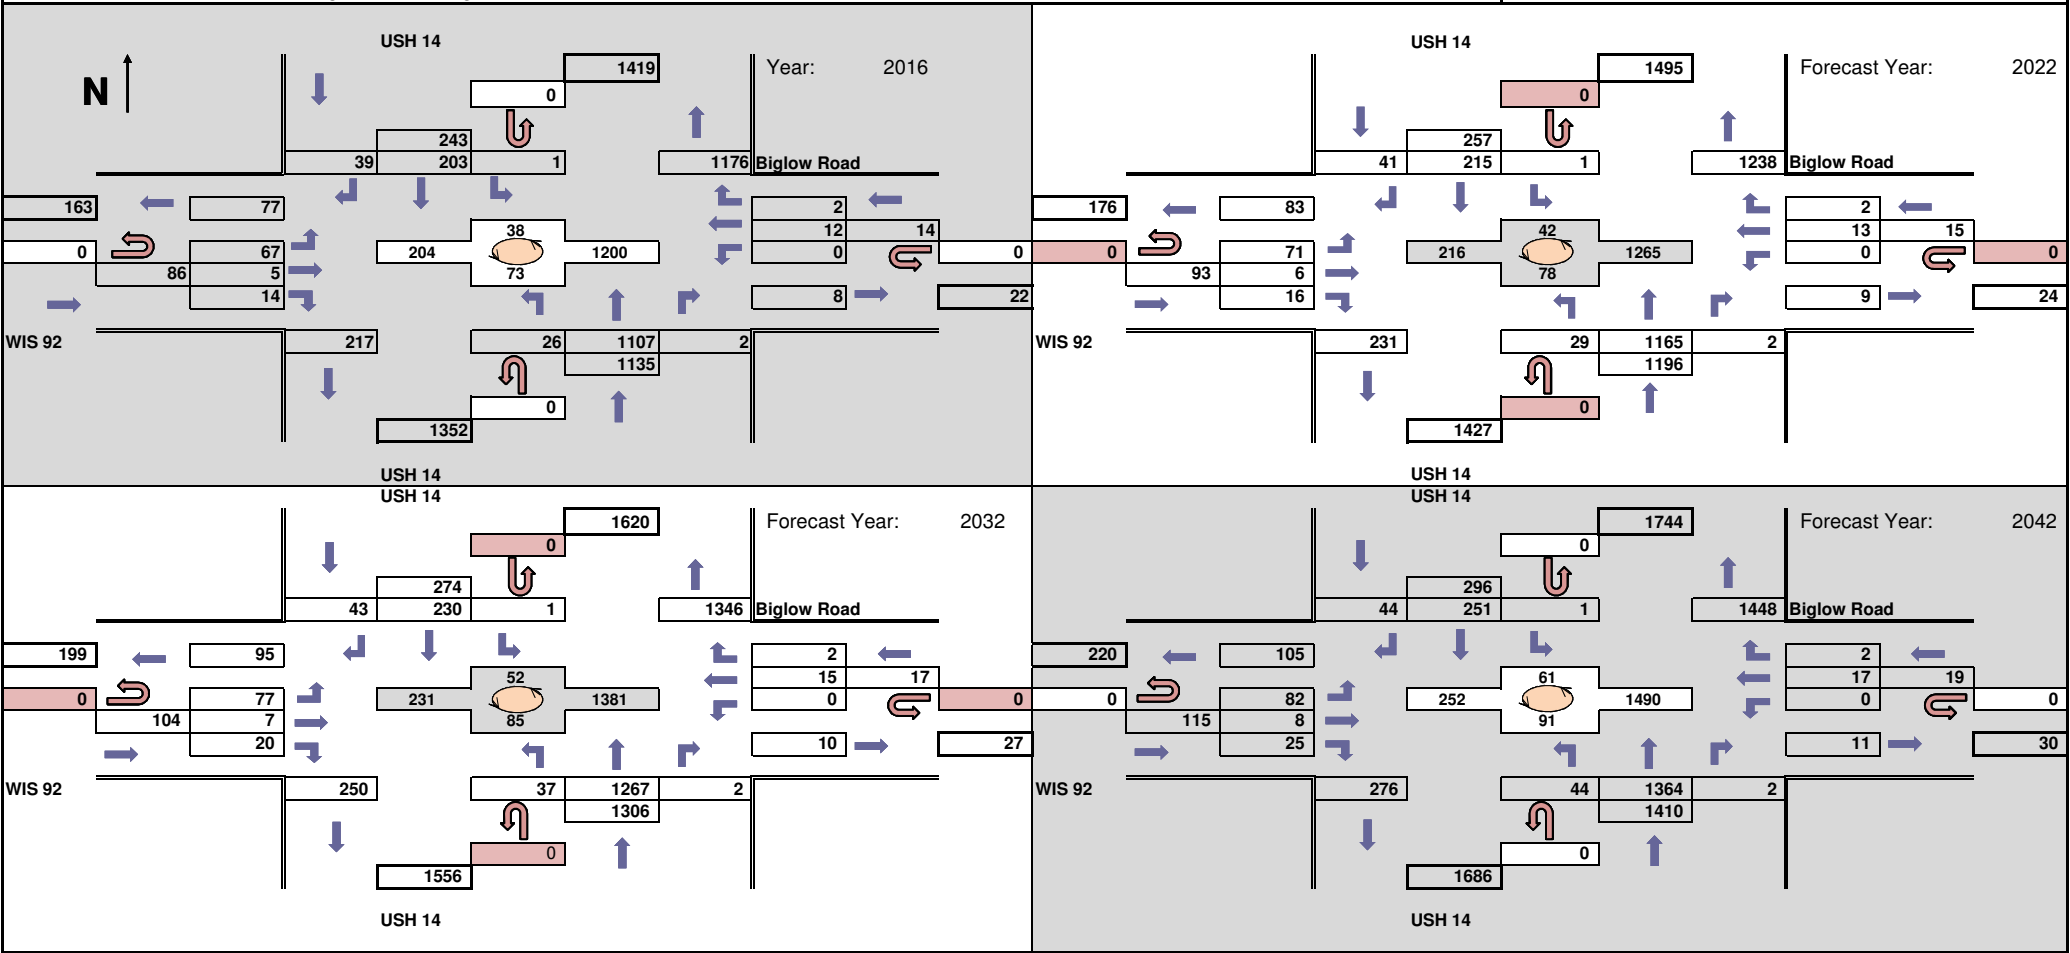 USH 14
1419
Year: 2016
N
0
243
39 203 1 1176 Biglow Road
163 77 2
38 12 14
0 67 204 1200 0 0
86 5 73
14 8 22
WIS 92 217 26 1107 2
1135
0
1352
USH 14
USH 14
1495
Forecast Year: 2022
0
257
41 215 1 1238 Biglow Road
176 83 2
42 13 15
0 71 216 1265 0 0
93 6 78
16 9 24
WIS 92 231 29 1165 2
1196
0
1427
USH 14
USH 14
1620
Forecast Year: 2032
0
274
43 230 1 1346 Biglow Road
199 95 2
52 15 17
0 77 231 1381 0 0
104 7 85
20 10 27
WIS 92 250 37 1267 2
1306
0
1556
USH 14
USH 14
1744
Forecast Year: 2042
0
296
44 251 1 1448 Biglow Road
220 105 2
61 17 19
0 82 252 1490 0 0
115 8 91
25 11 30
WIS 92 276 44 1364 2
1410
0
1686
USH 14